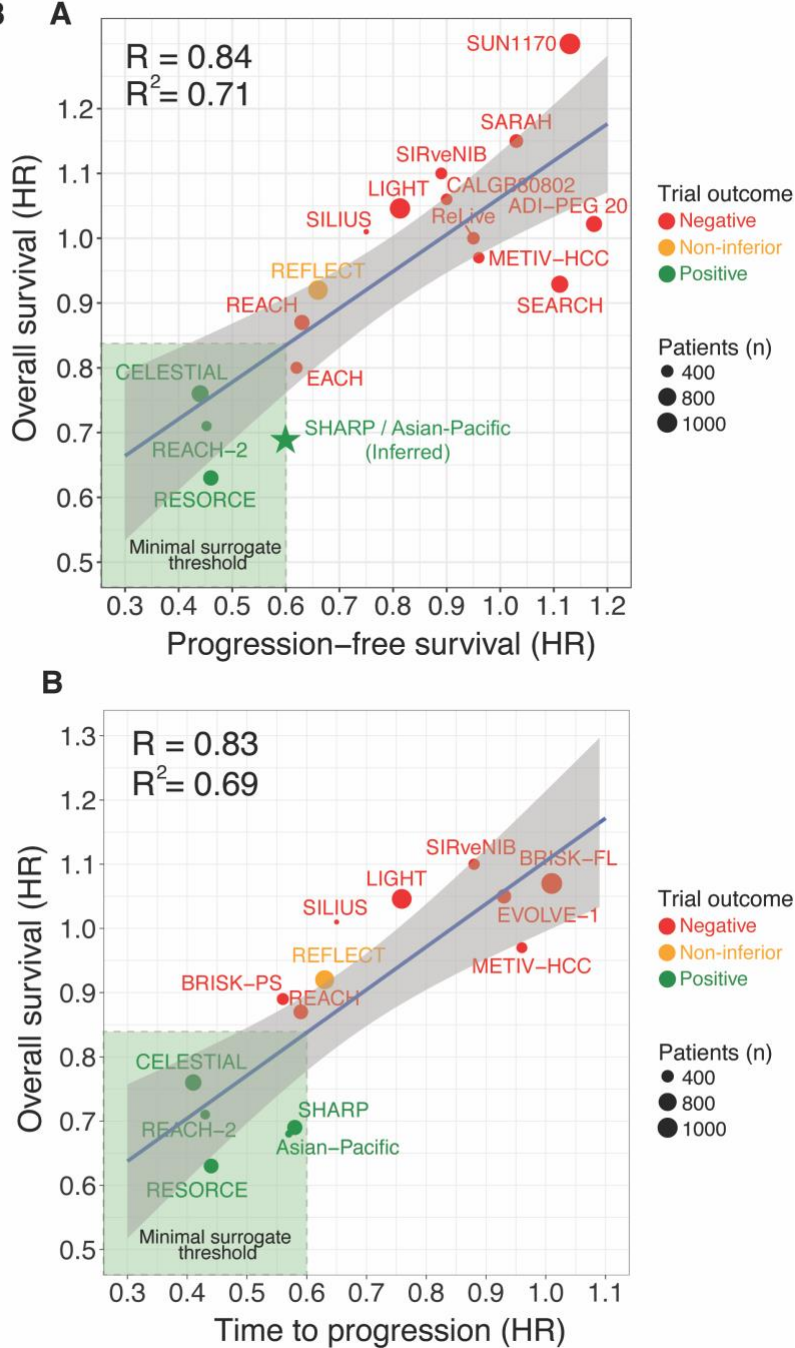 B
A
R = 0.84
R²= 0.71
SUN1170
SARAH
SIRveNIB
CALGB80802
LIGHT
ADI−PEG 20
ReLive
SILIUS
METIV−HCC
REFLECT
SEARCH
REACH
EACH
CELESTIAL
SHARP / Asian-Pacific
(Inferred)
REACH−2
RESORCE
Minimal surrogate
threshold
1.2
1.1
1.0
0.9
0.8
0.7
0.6
0.5
Overall survival (HR)
0.3 0.4 0.5 0.6 0.7 0.8 0.9 1.0 1.1 1.2
Progression−free survival (HR)
Trial outcome
Negative
Non-inferior
Positive
Patients (n)
400
800
1000
B
R = 0.83
R²= 0.69
SIRveNIB
BRISK−FL
LIGHT
SILIUS
EVOLVE−1
REFLECT
METIV−HCC
BRISK−PS
REACH
CELESTIAL
SHARP
REACH−2
Asian−Pacific
RESORCE
Minimal surrogate
threshold
1.3
1.2
1.1
1.0
0.9
0.8
0.7
0.6
0.5
Overall survival (HR)
0.3 0.4 0.5 0.6 0.7 0.8 0.9 1.0 1.1
Time to progression (HR)
Trial outcome
Negative
Non-inferior
Positive
Patients (n)
400
800
1000